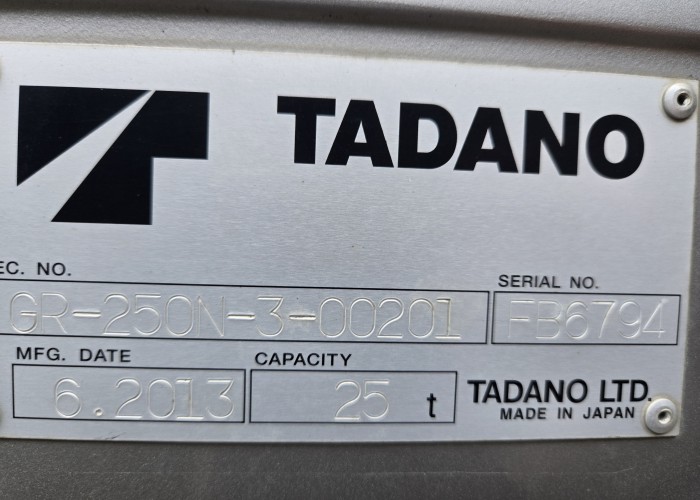 TADANO
EC. NO.
SERIAL NO.
GR-250N-3-00201
FB6794
MFG. DATE
CAPACITY
6.2013
25 t
TADANO LTD.
MADE IN JAPAN